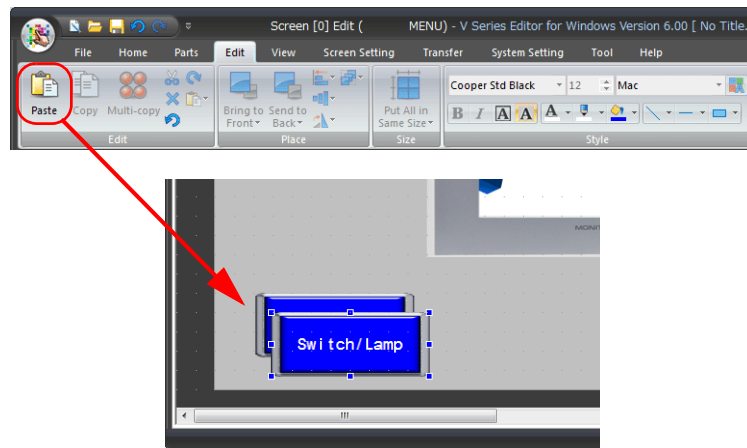 Screen [0] Edit ( MENU) - V Series Editor for Windows Version 6.00 [ No Title.
File Home Parts Edit View Screen Setting Transfer System Setting Tool Help
Paste Copy Multi-copy Bring to Front Send to Back Put All in Same Size Cooper Std Black 12 Mac
B I A A A
Edit Place Size Style
MONIT
Switch/Lamp